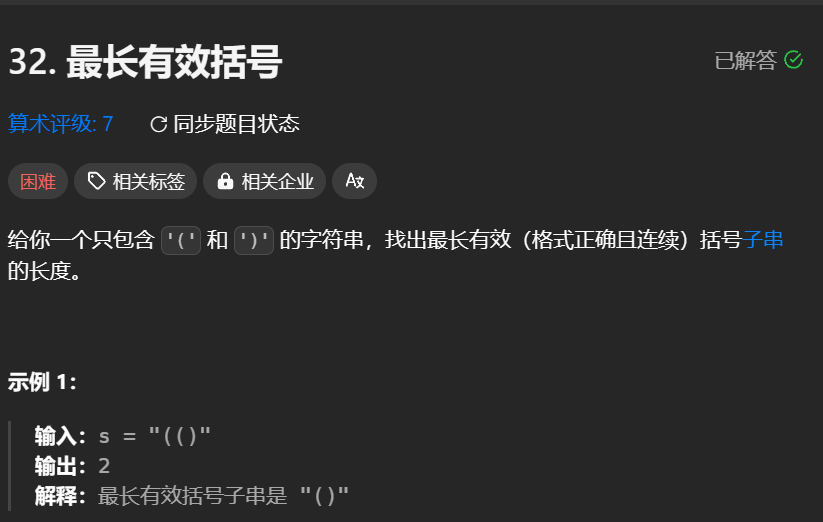 32. 最长有效括号
已解答
算术评级: 7 同步题目状态
困难 相关标签 相关企业
给你一个只包含 '(' 和 ')' 的字符串，找出最长有效（格式正确且连续）括号子串
的长度。
示例 1：
输入：s = "(()"
输出：2
解释：最长有效括号子串是 "()"